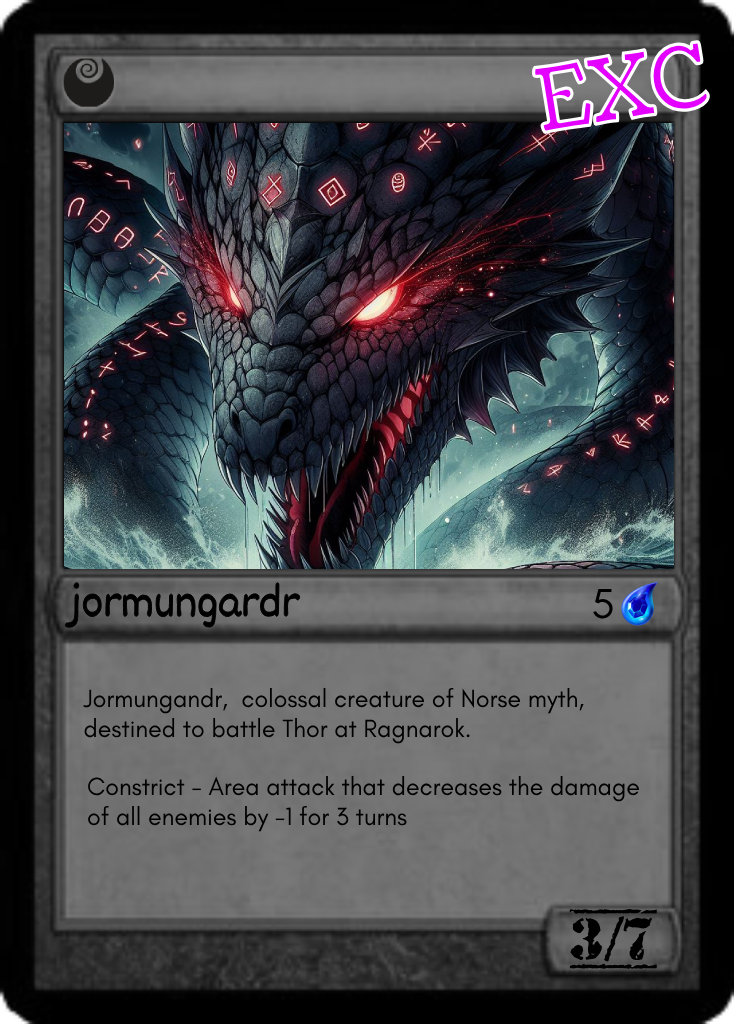 EXC
jormungardr
5
Jormungandr, colossal creature of Norse myth,
destined to battle Thor at Ragnarok.
Constrict - Area attack that decreases the damage
of all enemies by -1 for 3 turns
3/7